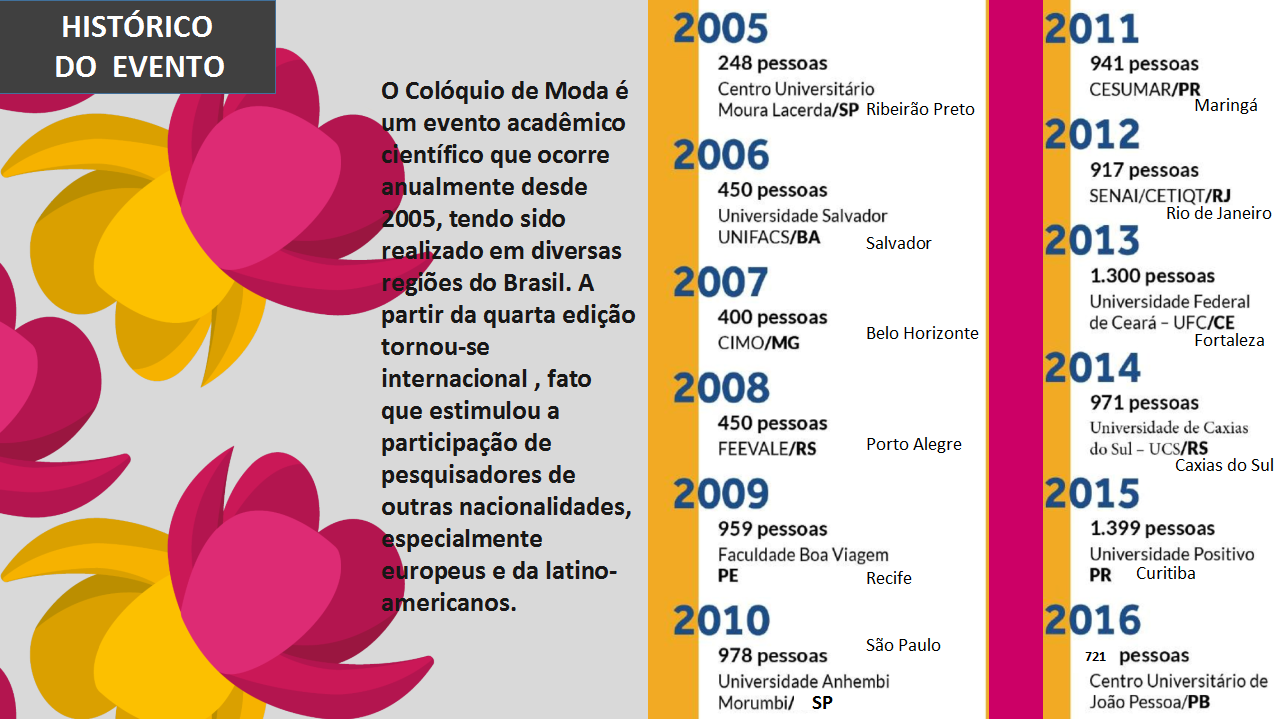 HISTÓRICO
DO EVENTO
O Colóquio de Moda é
um evento acadêmico
científico que ocorre
anualmente desde
2005, tendo sido
realizado em diversas
regiões do Brasil. A
partir da quarta edição
tornou-se
internacional , fato
que estimulou a
participação de
pesquisadores de
outras nacionalidades,
especialmente
europeus e da latino-
americanos.
2005
248 pessoas
Centro Universitário
Moura Lacerda/SP Ribeirão Preto
2006
450 pessoas
Universidade Salvador
UNIFACS/BA
Salvador
2007
400 pessoas
Belo Horizonte
CIMO/MG
2008
450 pessoas
FEEVALE/RS Porto Alegre
2009
959 pessoas
Faculdade Boa Viagem
PE Recife
2010
São Paulo
978 pessoas
Universidade Anhembi
Morumbi/ SP
2011
941 pessoas
CESUMAR/PR
Maringá
2012
917 pessoas
SENAI/CETIQT/RJ
Rio de Janeiro
2013
1.300 pessoas
Universidade Federal
de Ceará – UFC/CE
Fortaleza
2014
971 pessoas
Universidade de Caxias
do Sul – UCS/RS
Caxias do Sul
2015
1.399 pessoas
Universidade Positivo
PR Curitiba
2016
721 pessoas
Centro Universitário de
João Pessoa/PB